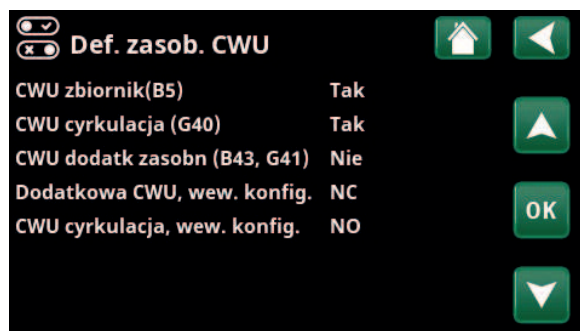 Def. zasob. CWU
CWU zbiornik(B5) Tak
CWU cyrkulacja (G40) Tak
CWU dodatk zasobn (B43, G41) Nie
Dodatkowa CWU, wew. konfig. NC
CWU cyrkulacja, wew. konfig. NO
OK